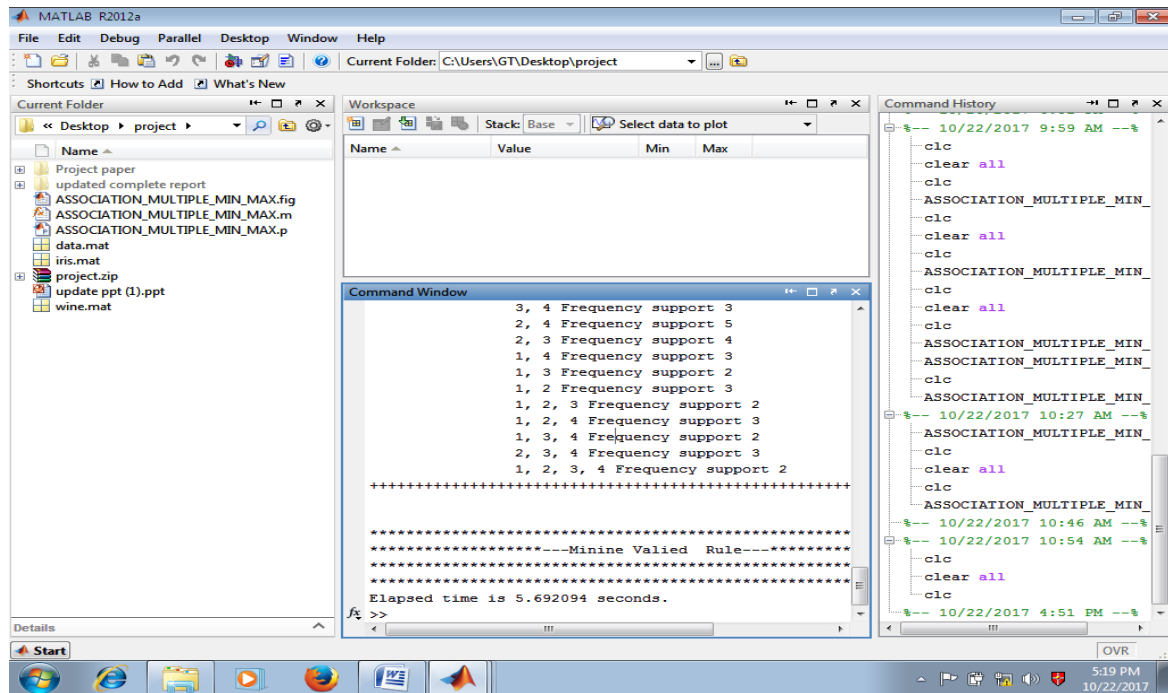 MATLAB R2012a
File Edit Debug Parallel Desktop Window Help
Current Folder: C:\Users\GT\Desktop\project
Shortcuts How to Add What's New
Current Folder
« Desktop project
Name
Project paper
updated complete report
ASSOCIATION_MULTIPLE_MIN_MAX.fig
ASSOCIATION_MULTIPLE_MIN_MAX.m
ASSOCIATION_MULTIPLE_MIN_MAX.p
data.mat
iris.mat
project.zip
update ppt (1).ppt
wine.mat
Details
Workspace
Stack: Base Select data to plot
Name Value Min Max
Command Window
3, 4 Frequency support 3
2, 4 Frequency support 5
2, 3 Frequency support 4
1, 4 Frequency support 3
1, 3 Frequency support 2
1, 2 Frequency support 3
1, 2, 3 Frequency support 2
1, 2, 4 Frequency support 3
1, 3, 4 Frequency support 2
2, 3, 4 Frequency support 3
1, 2, 3, 4 Frequency support 2
+++++++++++++++++++++++++++++++++++++++++++++++++++++
*****************************************************
*******************---Minine Valied  Rule---*********
*****************************************************
*****************************************************
Elapsed time is 5.692094 seconds.
fx >>
Command History
%-- 10/22/2017 9:59 AM --%
clc
clear all
clc
ASSOCIATION_MULTIPLE_MIN_
clc
clear all
clc
ASSOCIATION_MULTIPLE_MIN_
clc
clear all
clc
ASSOCIATION_MULTIPLE_MIN_
ASSOCIATION_MULTIPLE_MIN_
clc
ASSOCIATION_MULTIPLE_MIN_
%-- 10/22/2017 10:27 AM --%
ASSOCIATION_MULTIPLE_MIN_
clc
clear all
clc
ASSOCIATION_MULTIPLE_MIN_
%-- 10/22/2017 10:46 AM --%
%-- 10/22/2017 10:54 AM --%
clc
clear all
clc
%-- 10/22/2017 4:51 PM --%
Start
OVR
5:19 PM
10/22/2017